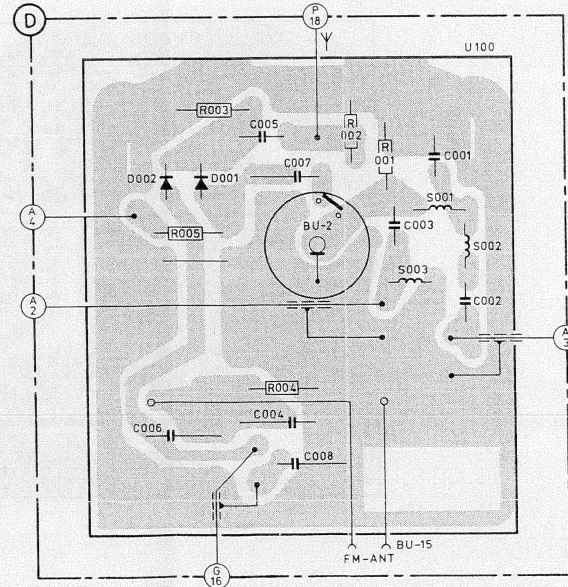 D
P
18
U100
R003
C005
R
002
R
001
C001
C007
D002
D001
S001
A
4
BU-2
C003
R005
S002
S003
A
2
C002
A
3
R004
C004
C006
C008
BU-15
FM-ANT
G
16